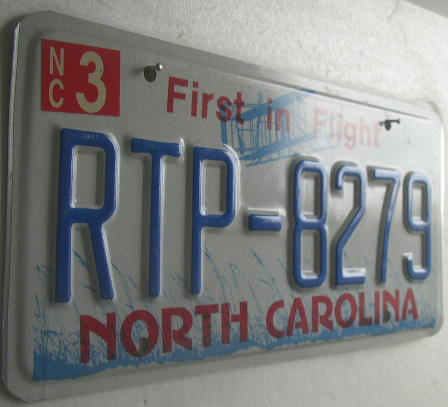 NC 3
First in Flight
RTP-8279
NORTH CAROLINA